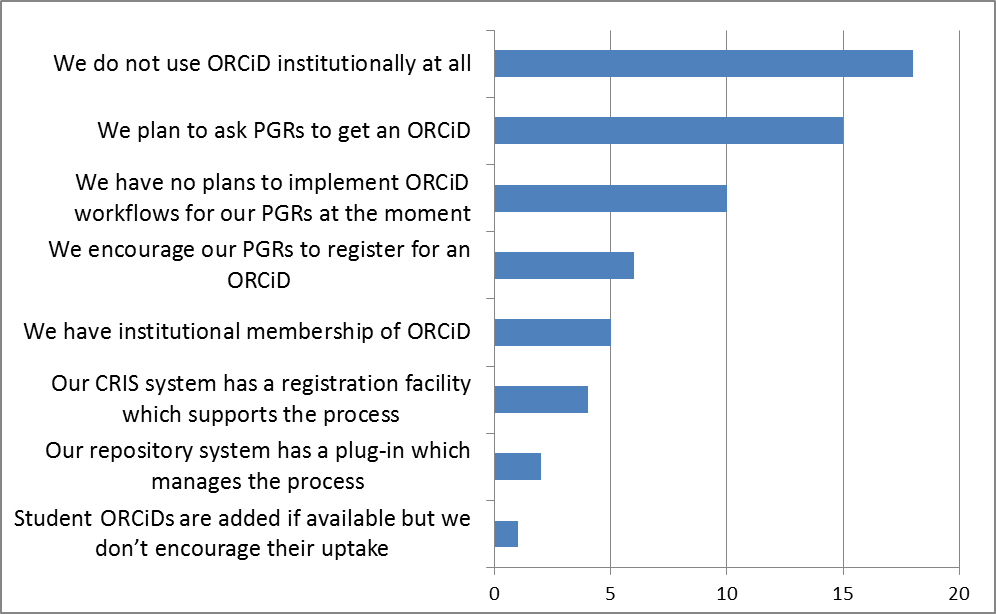 We do not use ORCiD institutionally at all
We plan to ask PGRs to get an ORCiD
We have no plans to implement ORCiD
workflows for our PGRs at the moment
We encourage our PGRs to register for an
ORCiD
We have institutional membership of ORCiD
Our CRIS system has a registration facility
which supports the process
Our repository system has a plug-in which
manages the process
Student ORCiDs are added if available but we
don’t encourage their uptake
0 5 10 15 20